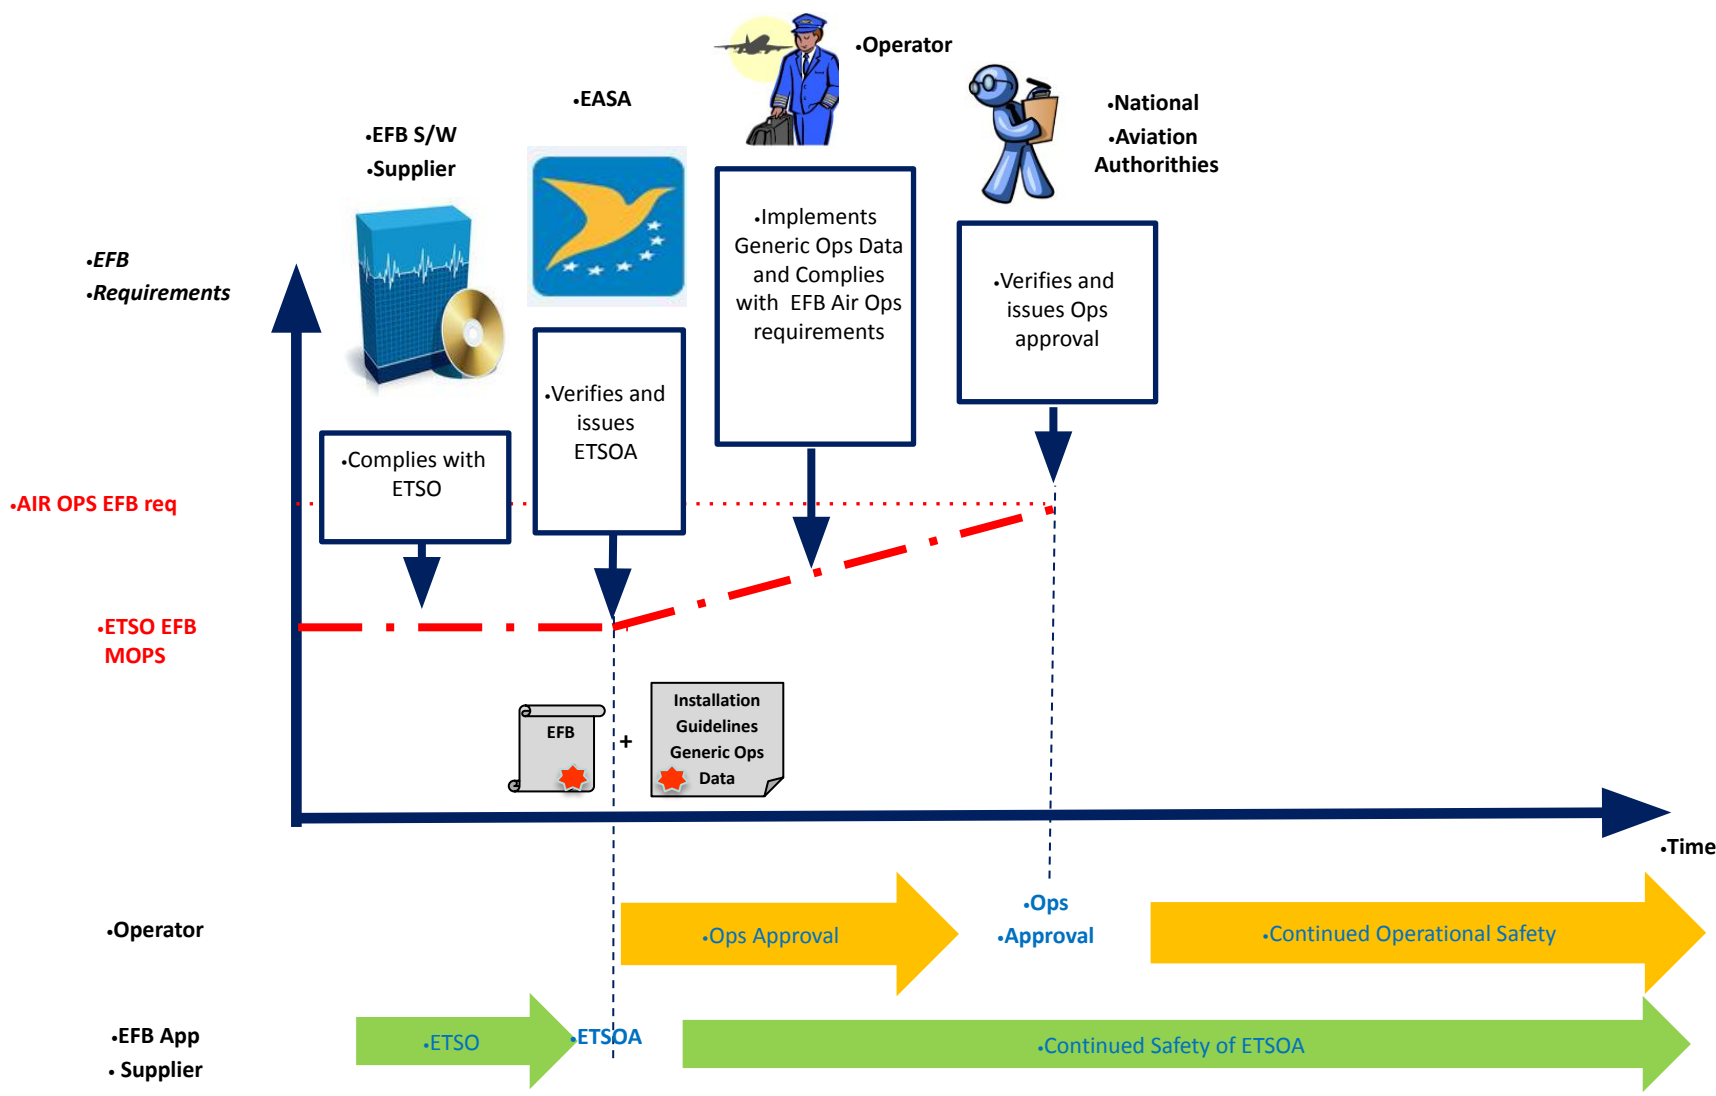 •Operator
•EASA
•National
•Aviation
Authorithies
•EFB S/W
•Supplier
•EFB
•Requirements
•Implements
Generic Ops Data
and Complies
with EFB Air Ops
requirements
•Verifies and
issues Ops
approval
•Verifies and
issues
ETSOA
•Complies with
ETSO
•AIR OPS EFB req
•ETSO EFB
MOPS
EFB
+
Installation
Guidelines
Generic Ops
Data
•Time
•Operator
•Ops Approval
•Ops
•Approval
•Continued Operational Safety
•EFB App
• Supplier
•ETSO
•ETSOA
•Continued Safety of ETSOA